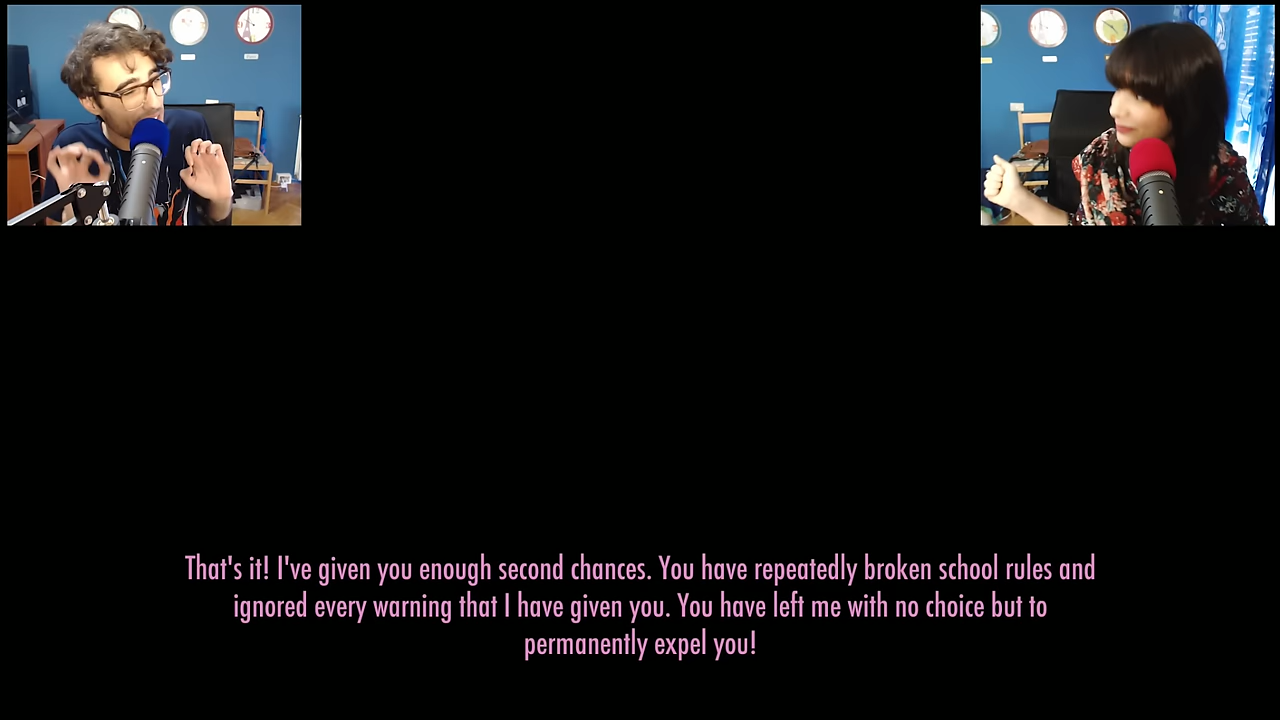 That's it! I've given you enough second chances. You have repeatedly broken school rules and
ignored every warning that I have given you. You have left me with no choice but to
permanently expel you!